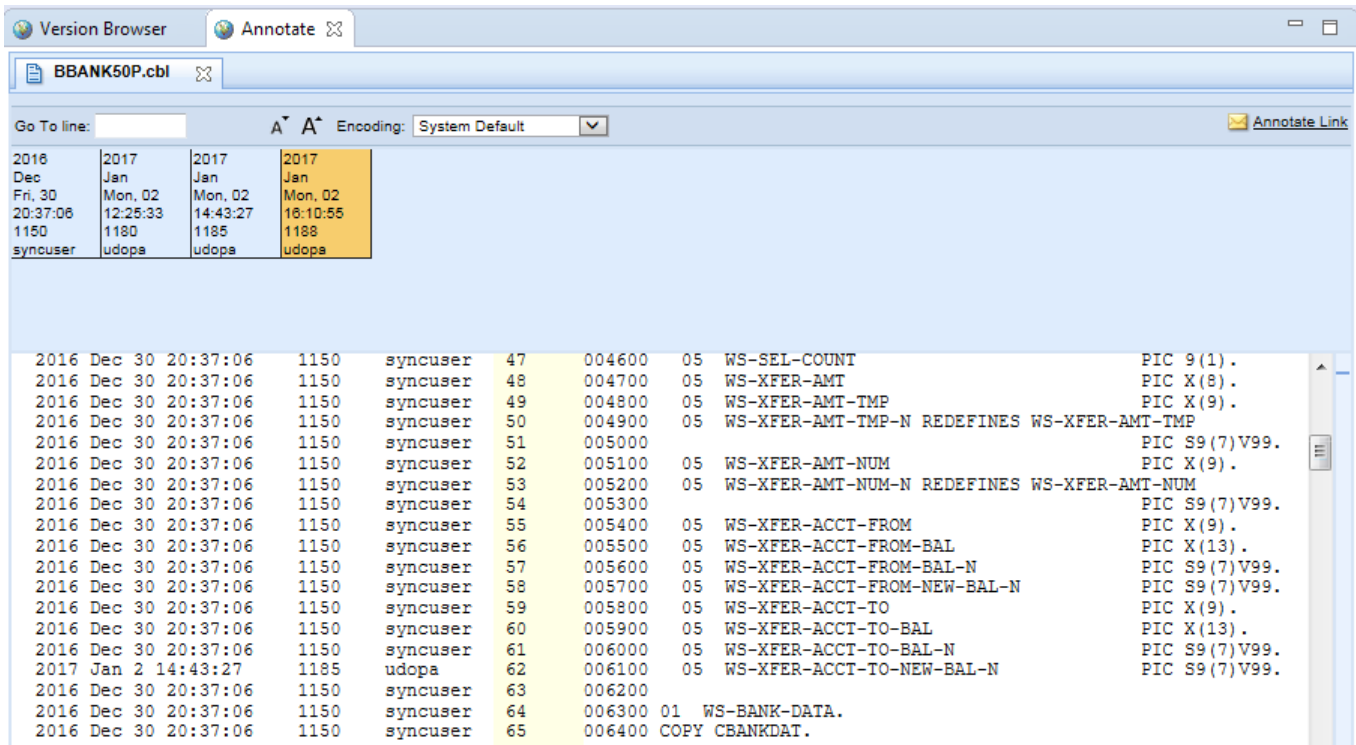 Version Browser Annotate
BBANK50P.cbl
Go To line: A A Encoding: System Default Annotate Link
2016 2017 2017 2017
Dec Jan Jan Jan
Fri, 30 Mon, 02 Mon, 02 Mon, 02
20:37:06 12:25:33 14:43:27 16:10:55
1150 1180 1185 1188
syncuser udopa udopa udopa
2016 Dec 30 20:37:06 1150 syncuser 47 004600 05 WS-SEL-COUNT PIC 9(1).
2016 Dec 30 20:37:06 1150 syncuser 48 004700 05 WS-XFER-AMT PIC X(8).
2016 Dec 30 20:37:06 1150 syncuser 49 004800 05 WS-XFER-AMT-TMP PIC X(9).
2016 Dec 30 20:37:06 1150 syncuser 50 004900 05 WS-XFER-AMT-TMP-N REDEFINES WS-XFER-AMT-TMP
2016 Dec 30 20:37:06 1150 syncuser 51 005000 PIC S9(7)V99.
2016 Dec 30 20:37:06 1150 syncuser 52 005100 05 WS-XFER-AMT-NUM PIC X(9).
2016 Dec 30 20:37:06 1150 syncuser 53 005200 05 WS-XFER-AMT-NUM-N REDEFINES WS-XFER-AMT-NUM
2016 Dec 30 20:37:06 1150 syncuser 54 005300 PIC S9(7)V99.
2016 Dec 30 20:37:06 1150 syncuser 55 005400 05 WS-XFER-ACCT-FROM PIC X(9).
2016 Dec 30 20:37:06 1150 syncuser 56 005500 05 WS-XFER-ACCT-FROM-BAL PIC X(13).
2016 Dec 30 20:37:06 1150 syncuser 57 005600 05 WS-XFER-ACCT-FROM-BAL-N PIC S9(7)V99.
2016 Dec 30 20:37:06 1150 syncuser 58 005700 05 WS-XFER-ACCT-FROM-NEW-BAL-N PIC S9(7)V99.
2016 Dec 30 20:37:06 1150 syncuser 59 005800 05 WS-XFER-ACCT-TO PIC X(9).
2016 Dec 30 20:37:06 1150 syncuser 60 005900 05 WS-XFER-ACCT-TO-BAL PIC X(13).
2016 Dec 30 20:37:06 1150 syncuser 61 006000 05 WS-XFER-ACCT-TO-BAL-N PIC S9(7)V99.
2017 Jan 2 14:43:27 1185 udopa 62 006100 05 WS-XFER-ACCT-TO-NEW-BAL-N PIC S9(7)V99.
2016 Dec 30 20:37:06 1150 syncuser 63 006200
2016 Dec 30 20:37:06 1150 syncuser 64 006300 01 WS-BANK-DATA.
2016 Dec 30 20:37:06 1150 syncuser 65 006400 COPY CBANKDAT.